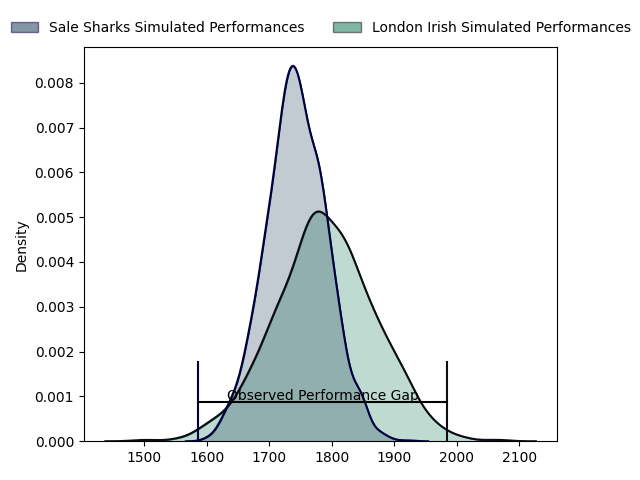 Sale Sharks Simulated Performances
London Irish Simulated Performances
0.008
0.007
0.006
0.005
0.004
0.003
0.002
0.001
0.000
Density
Observed Performance Gap
1500 1600 1700 1800 1900 2000 2100